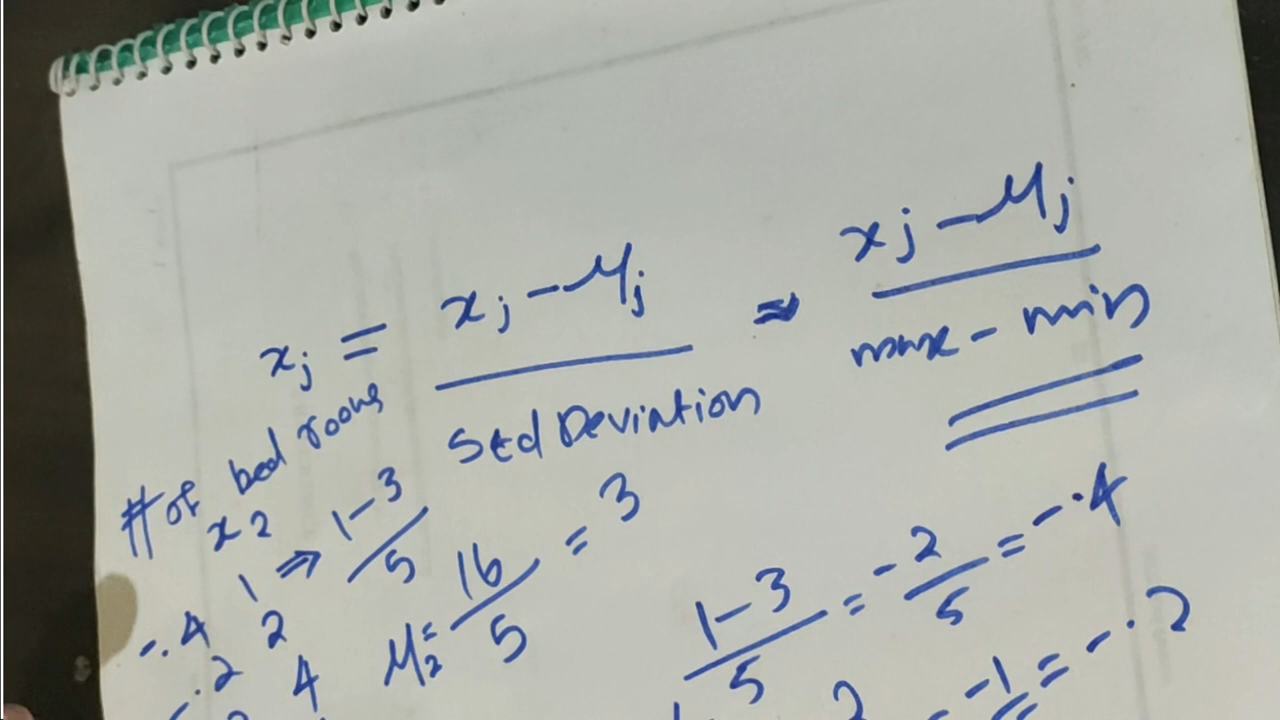 xj = xj - μj / Std Deviation ⇒ xj - μj / max - min
# of bed rooms
x2
1 ⇒ 1-3 / 5
μ2 = 16 / 5 = 3
-.4 2
-.2 4
1-3 / 5 = -2 / 5 = -.4
2
-1 = -.2